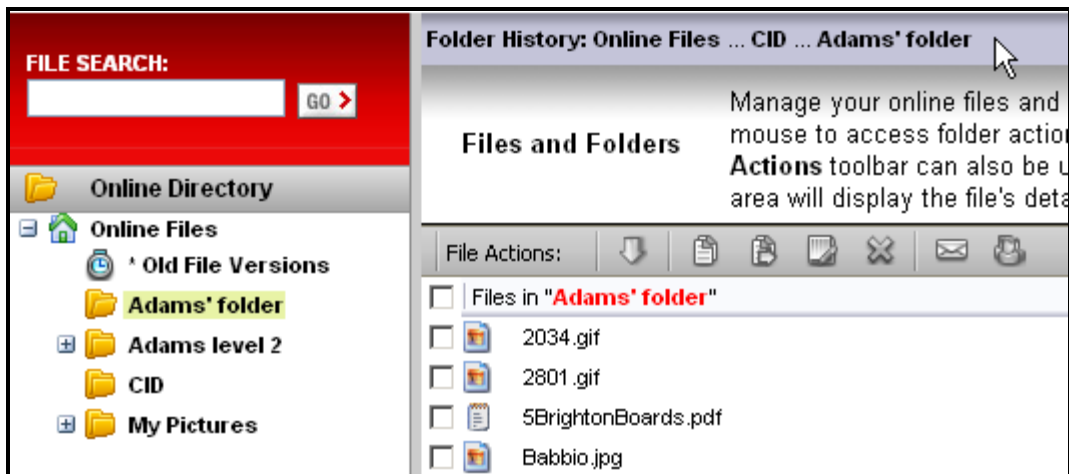 FILE SEARCH:
GO
Online Directory
Online Files
* Old File Versions
Adams' folder
Adams level 2
CID
My Pictures
Folder History: Online Files ... CID ... Adams' folder
Files and Folders
Manage your online files and
mouse to access folder action
Actions toolbar can also be u
area will display the file's deta
File Actions:
Files in "Adams' folder"
2034.gif
2801.gif
5BrightonBoards.pdf
Babbio.jpg